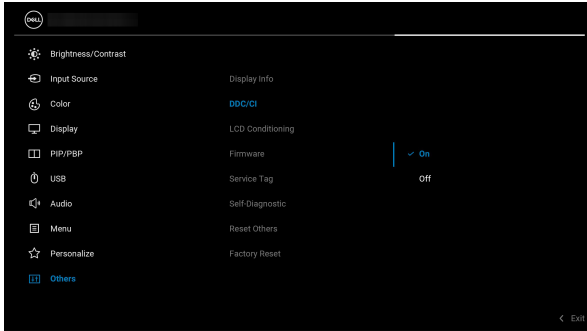 DELL
Brightness/Contrast
Input Source
Display Info
Color
DDC/CI
Display
LCD Conditioning
PIP/PBP
Firmware
On
USB
Service Tag
Off
Audio
Self-Diagnostic
Menu
Reset Others
Personalize
Factory Reset
Others
Exit